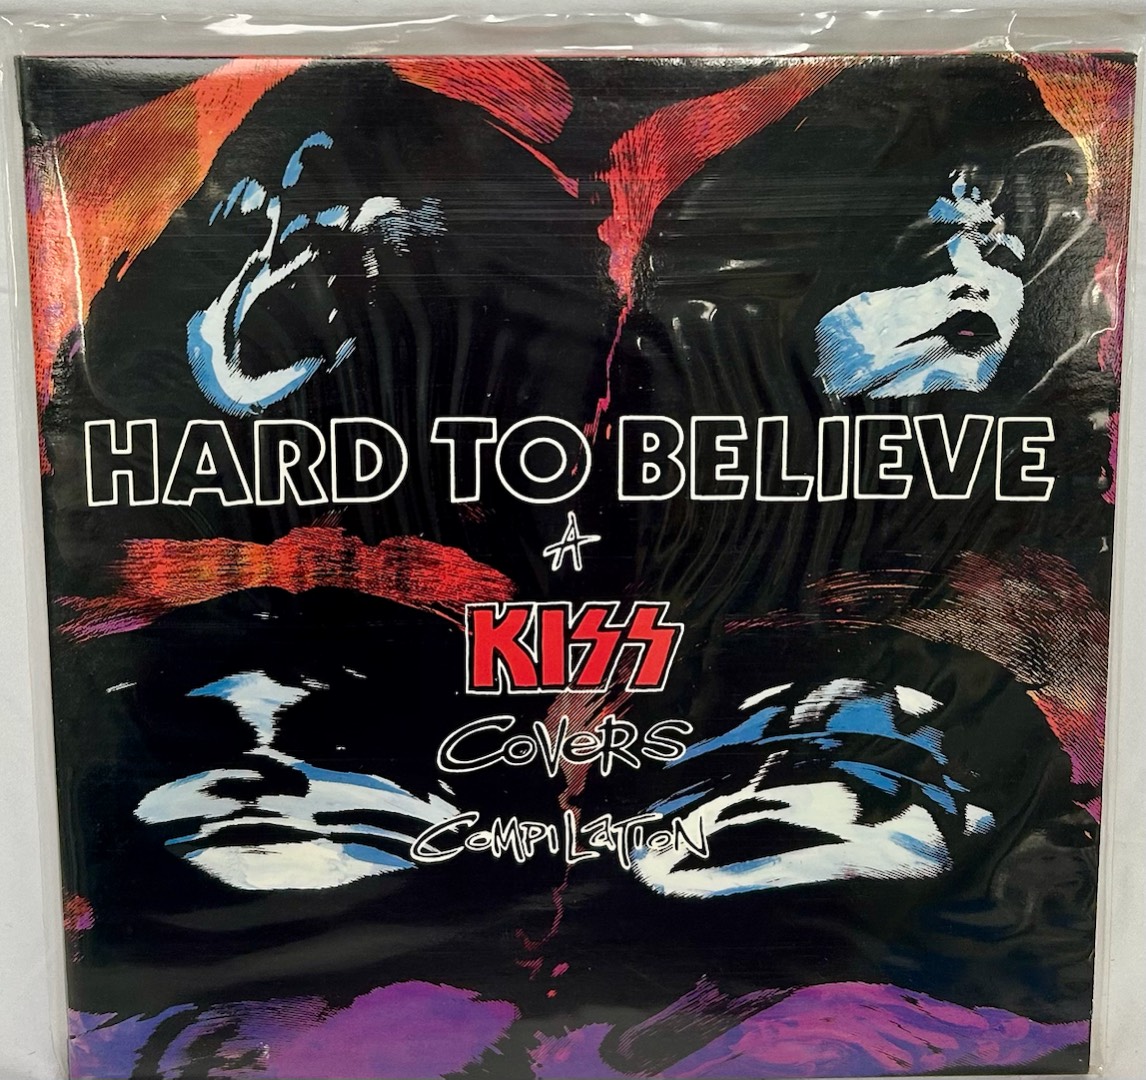 HARD TO BELIEVE
A
KISS
COVERS
COMPILATION